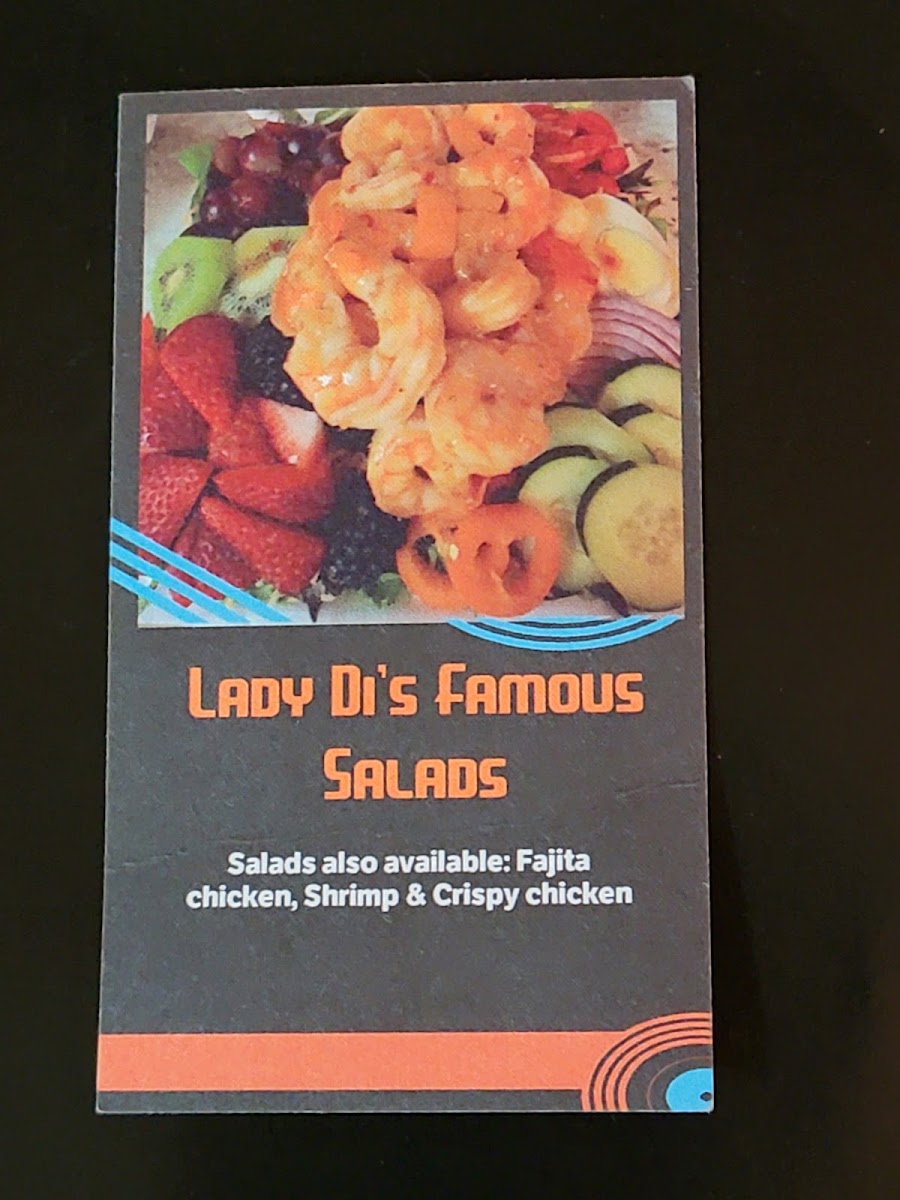 Lady Di's Famous
Salads
Salads also available: Fajita
chicken, Shrimp & Crispy chicken